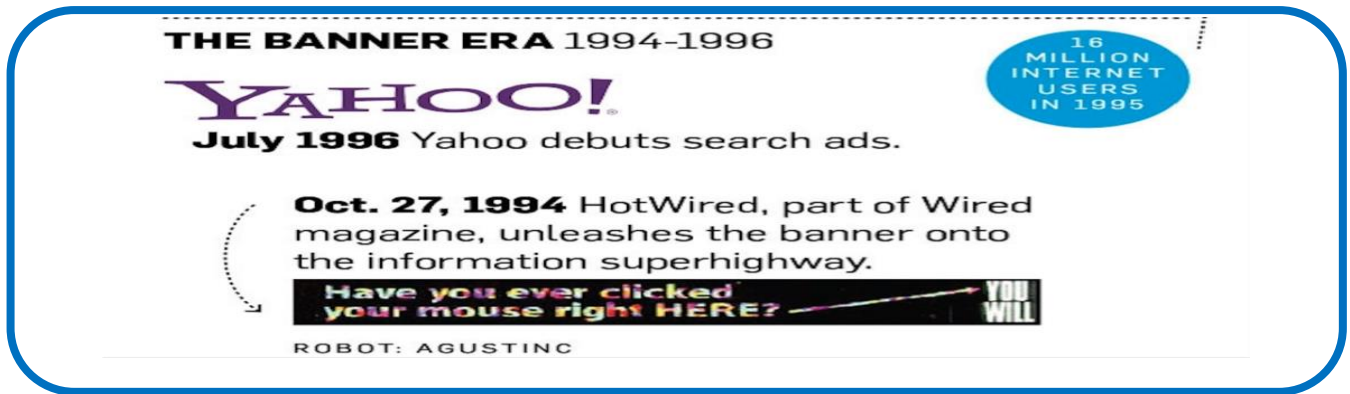 THE BANNER ERA 1994-1996
16
MILLION
INTERNET
USERS
IN 1995
YAHOO!
July 1996 Yahoo debuts search ads.
Oct. 27, 1994 HotWired, part of Wired
magazine, unleashes the banner onto
the information superhighway.
Have you ever clicked
your mouse right HERE?
YOU
WILL
ROBOT: AGUSTINC